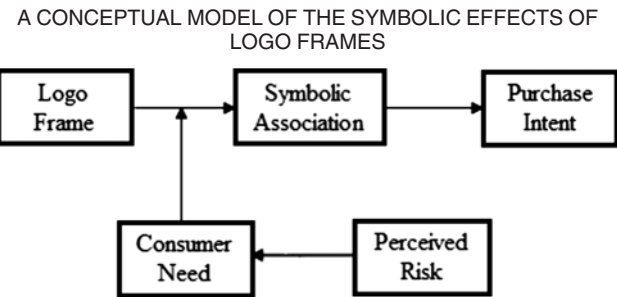 A CONCEPTUAL MODEL OF THE SYMBOLIC EFFECTS OF
LOGO FRAMES
Logo
Frame
Symbolic
Association
Purchase
Intent
Consumer
Need
Perceived
Risk